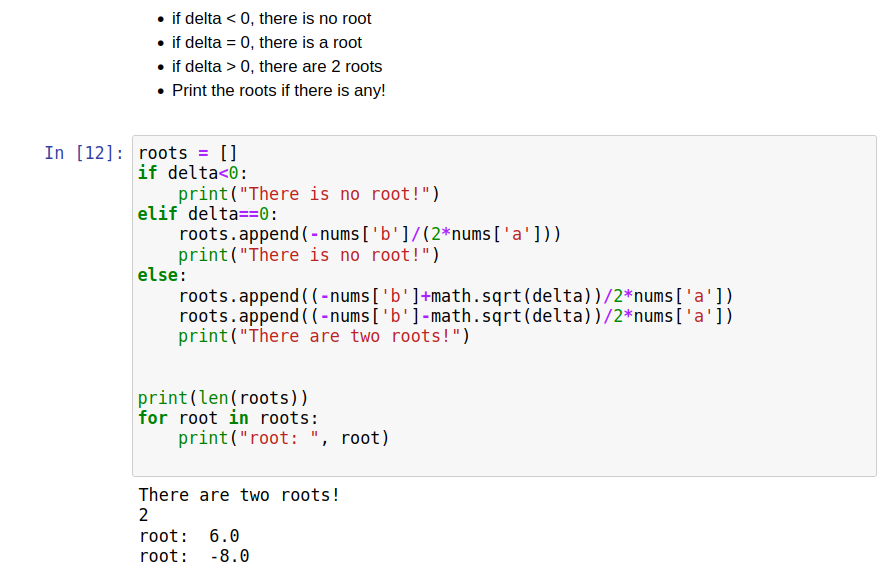 • if delta < 0, there is no root
• if delta = 0, there is a root
• if delta > 0, there are 2 roots
• Print the roots if there is any!
In [12]: roots = []
if delta<0:
    print("There is no root!")
elif delta==0:
    roots.append(-nums['b']/(2*nums['a']))
    print("There is no root!")
else:
    roots.append((-nums['b']+math.sqrt(delta))/2*nums['a'])
    roots.append((-nums['b']-math.sqrt(delta))/2*nums['a'])
    print("There are two roots!")
print(len(roots))
for root in roots:
    print("root: ", root)
There are two roots!
2
root:  6.0
root:  -8.0